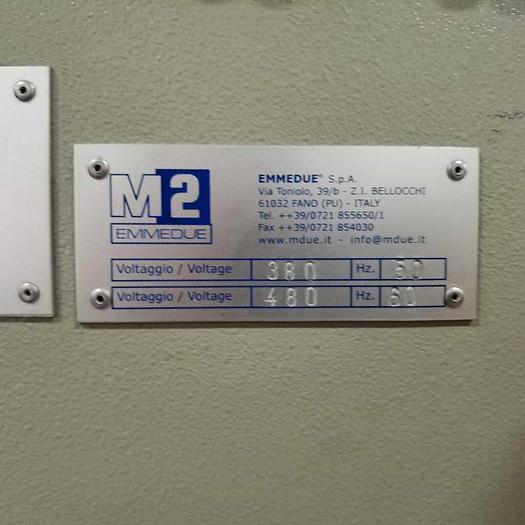 M2
EMMEDUE
EMMEDUE® S.p.A.
Via Toniolo, 39/b - Z.I. BELLOCCHI
61032 FANO (PU) - ITALY
Tel. ++39/0721 855650/1
Fax ++39/0721 854030
www.mdue.it - info@mdue.it
Voltaggio / Voltage 380 Hz. 60
Voltaggio / Voltage 480 Hz. 60